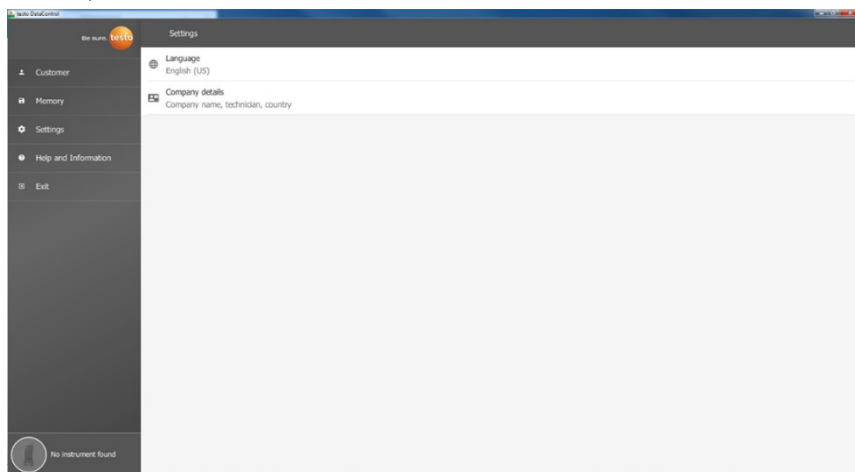 testo DataControl
Be sure. testo
Settings
Customer
Memory
Settings
Help and Information
Exit
Language
English (US)
Company details
Company name, technician, country
No instrument found